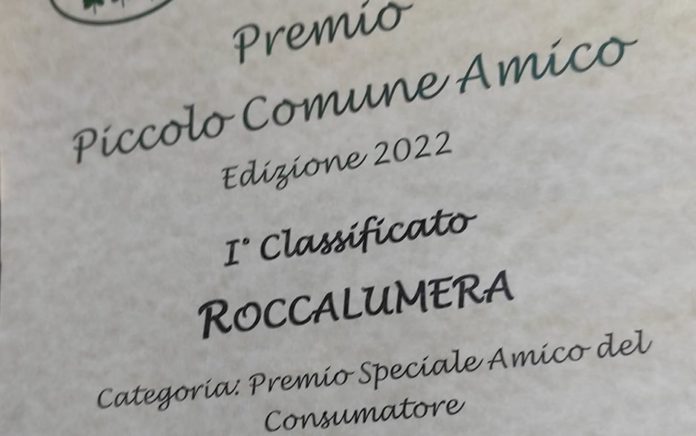 Premio
Piccolo Comune Amico
Edizione 2022
I° Classificato
ROCCALUMERA
Categoria: Premio Speciale Amico del
Consumatore